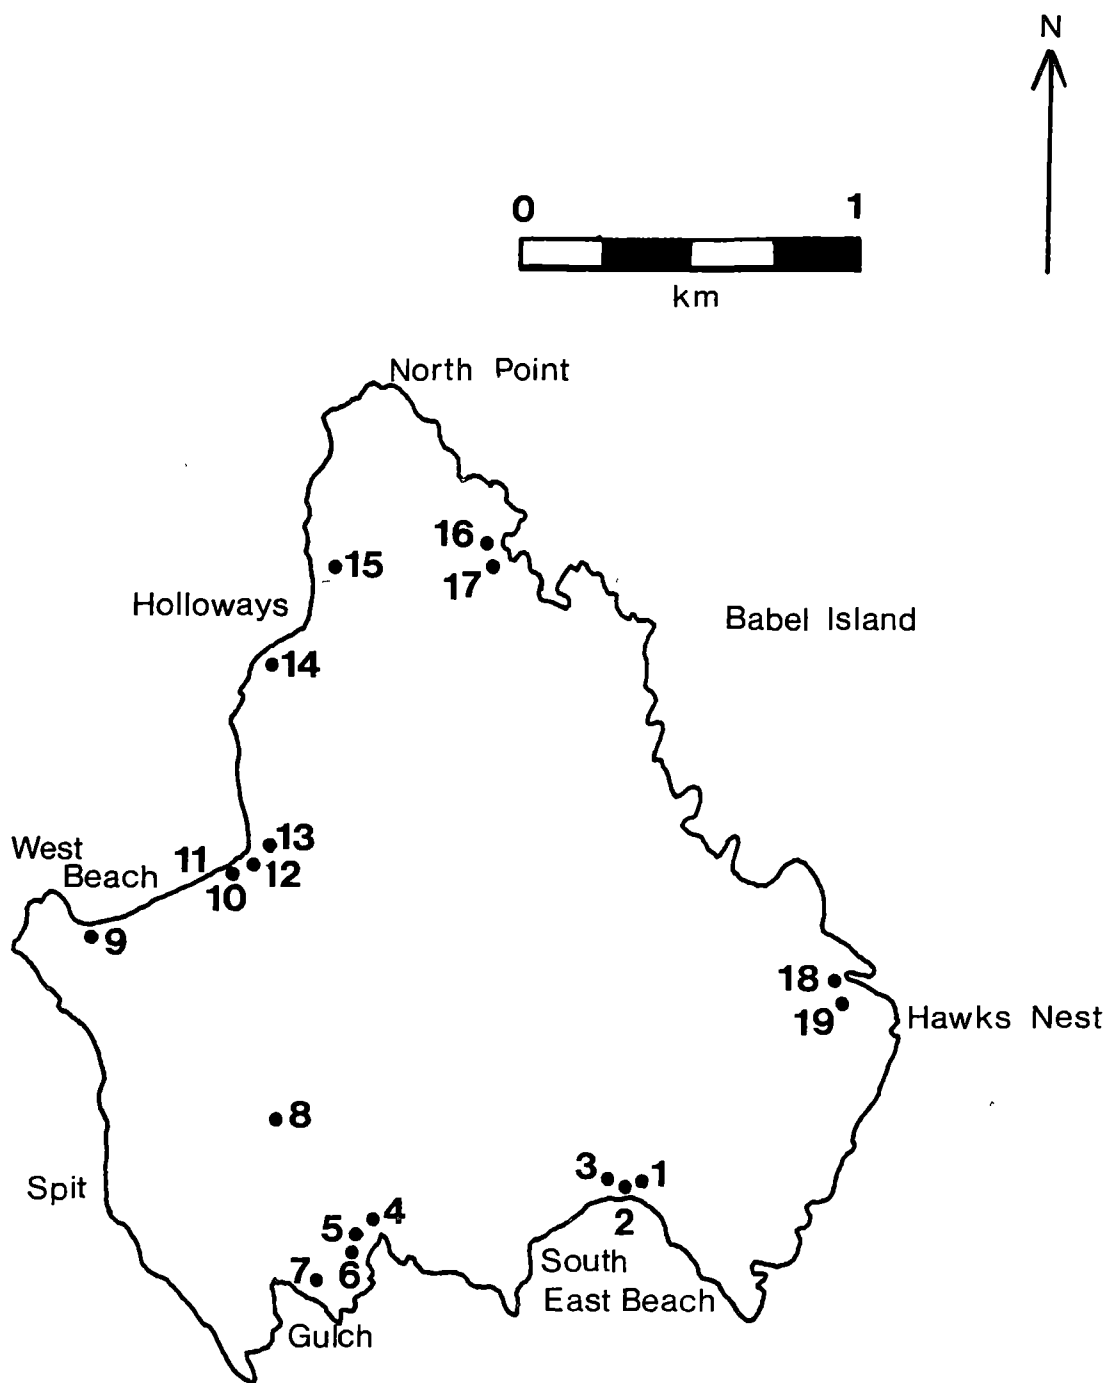 N
0 1
km
North Point
16
15
17
Holloways
Babel Island
14
13
West
Beach
11
12
10
9
18
19
Hawks Nest
8
3 1
Spit
2
4
5
6
7
South
East Beach
Gulch